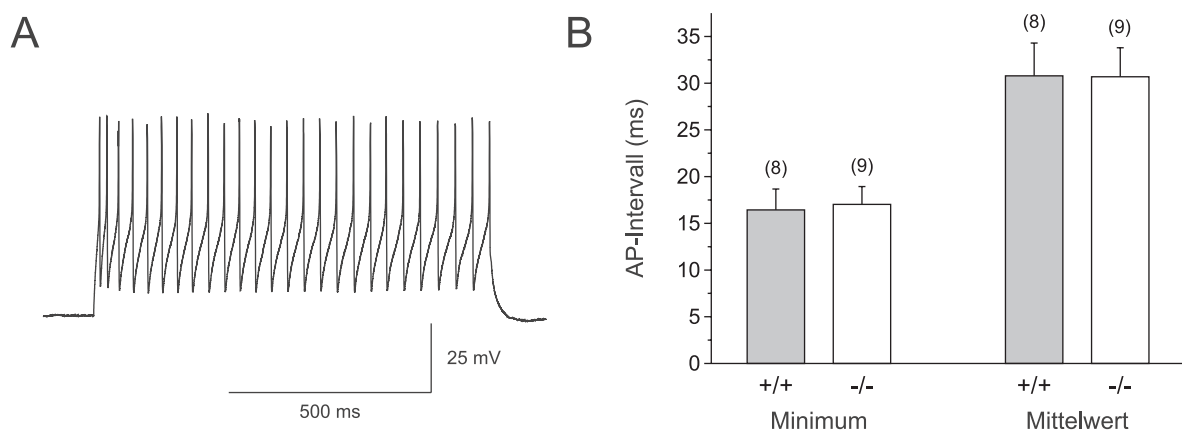 A
25 mV
500 ms
B
AP-Intervall (ms)
35
30
25
20
15
10
5
0
(8)
(9)
(8)
(9)
+/+
-/-
+/+
-/-
Minimum
Mittelwert